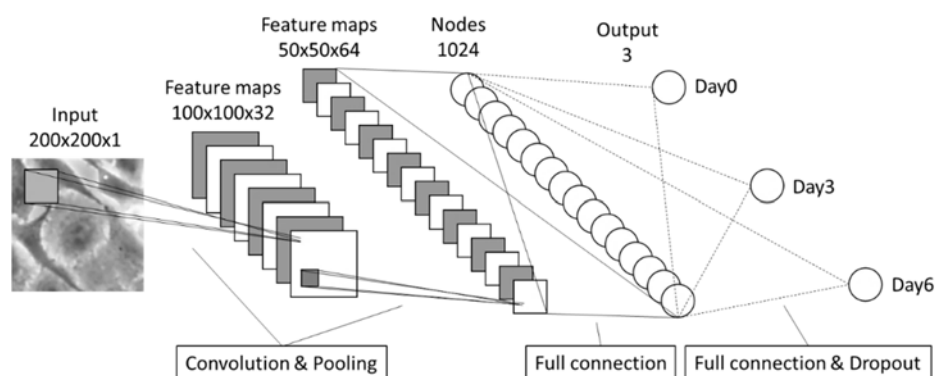 Input
200x200x1
Feature maps
100x100x32
Feature maps
50x50x64
Nodes
1024
Output
3
Day0
Day3
Day6
Convolution & Pooling
Full connection
Full connection & Dropout